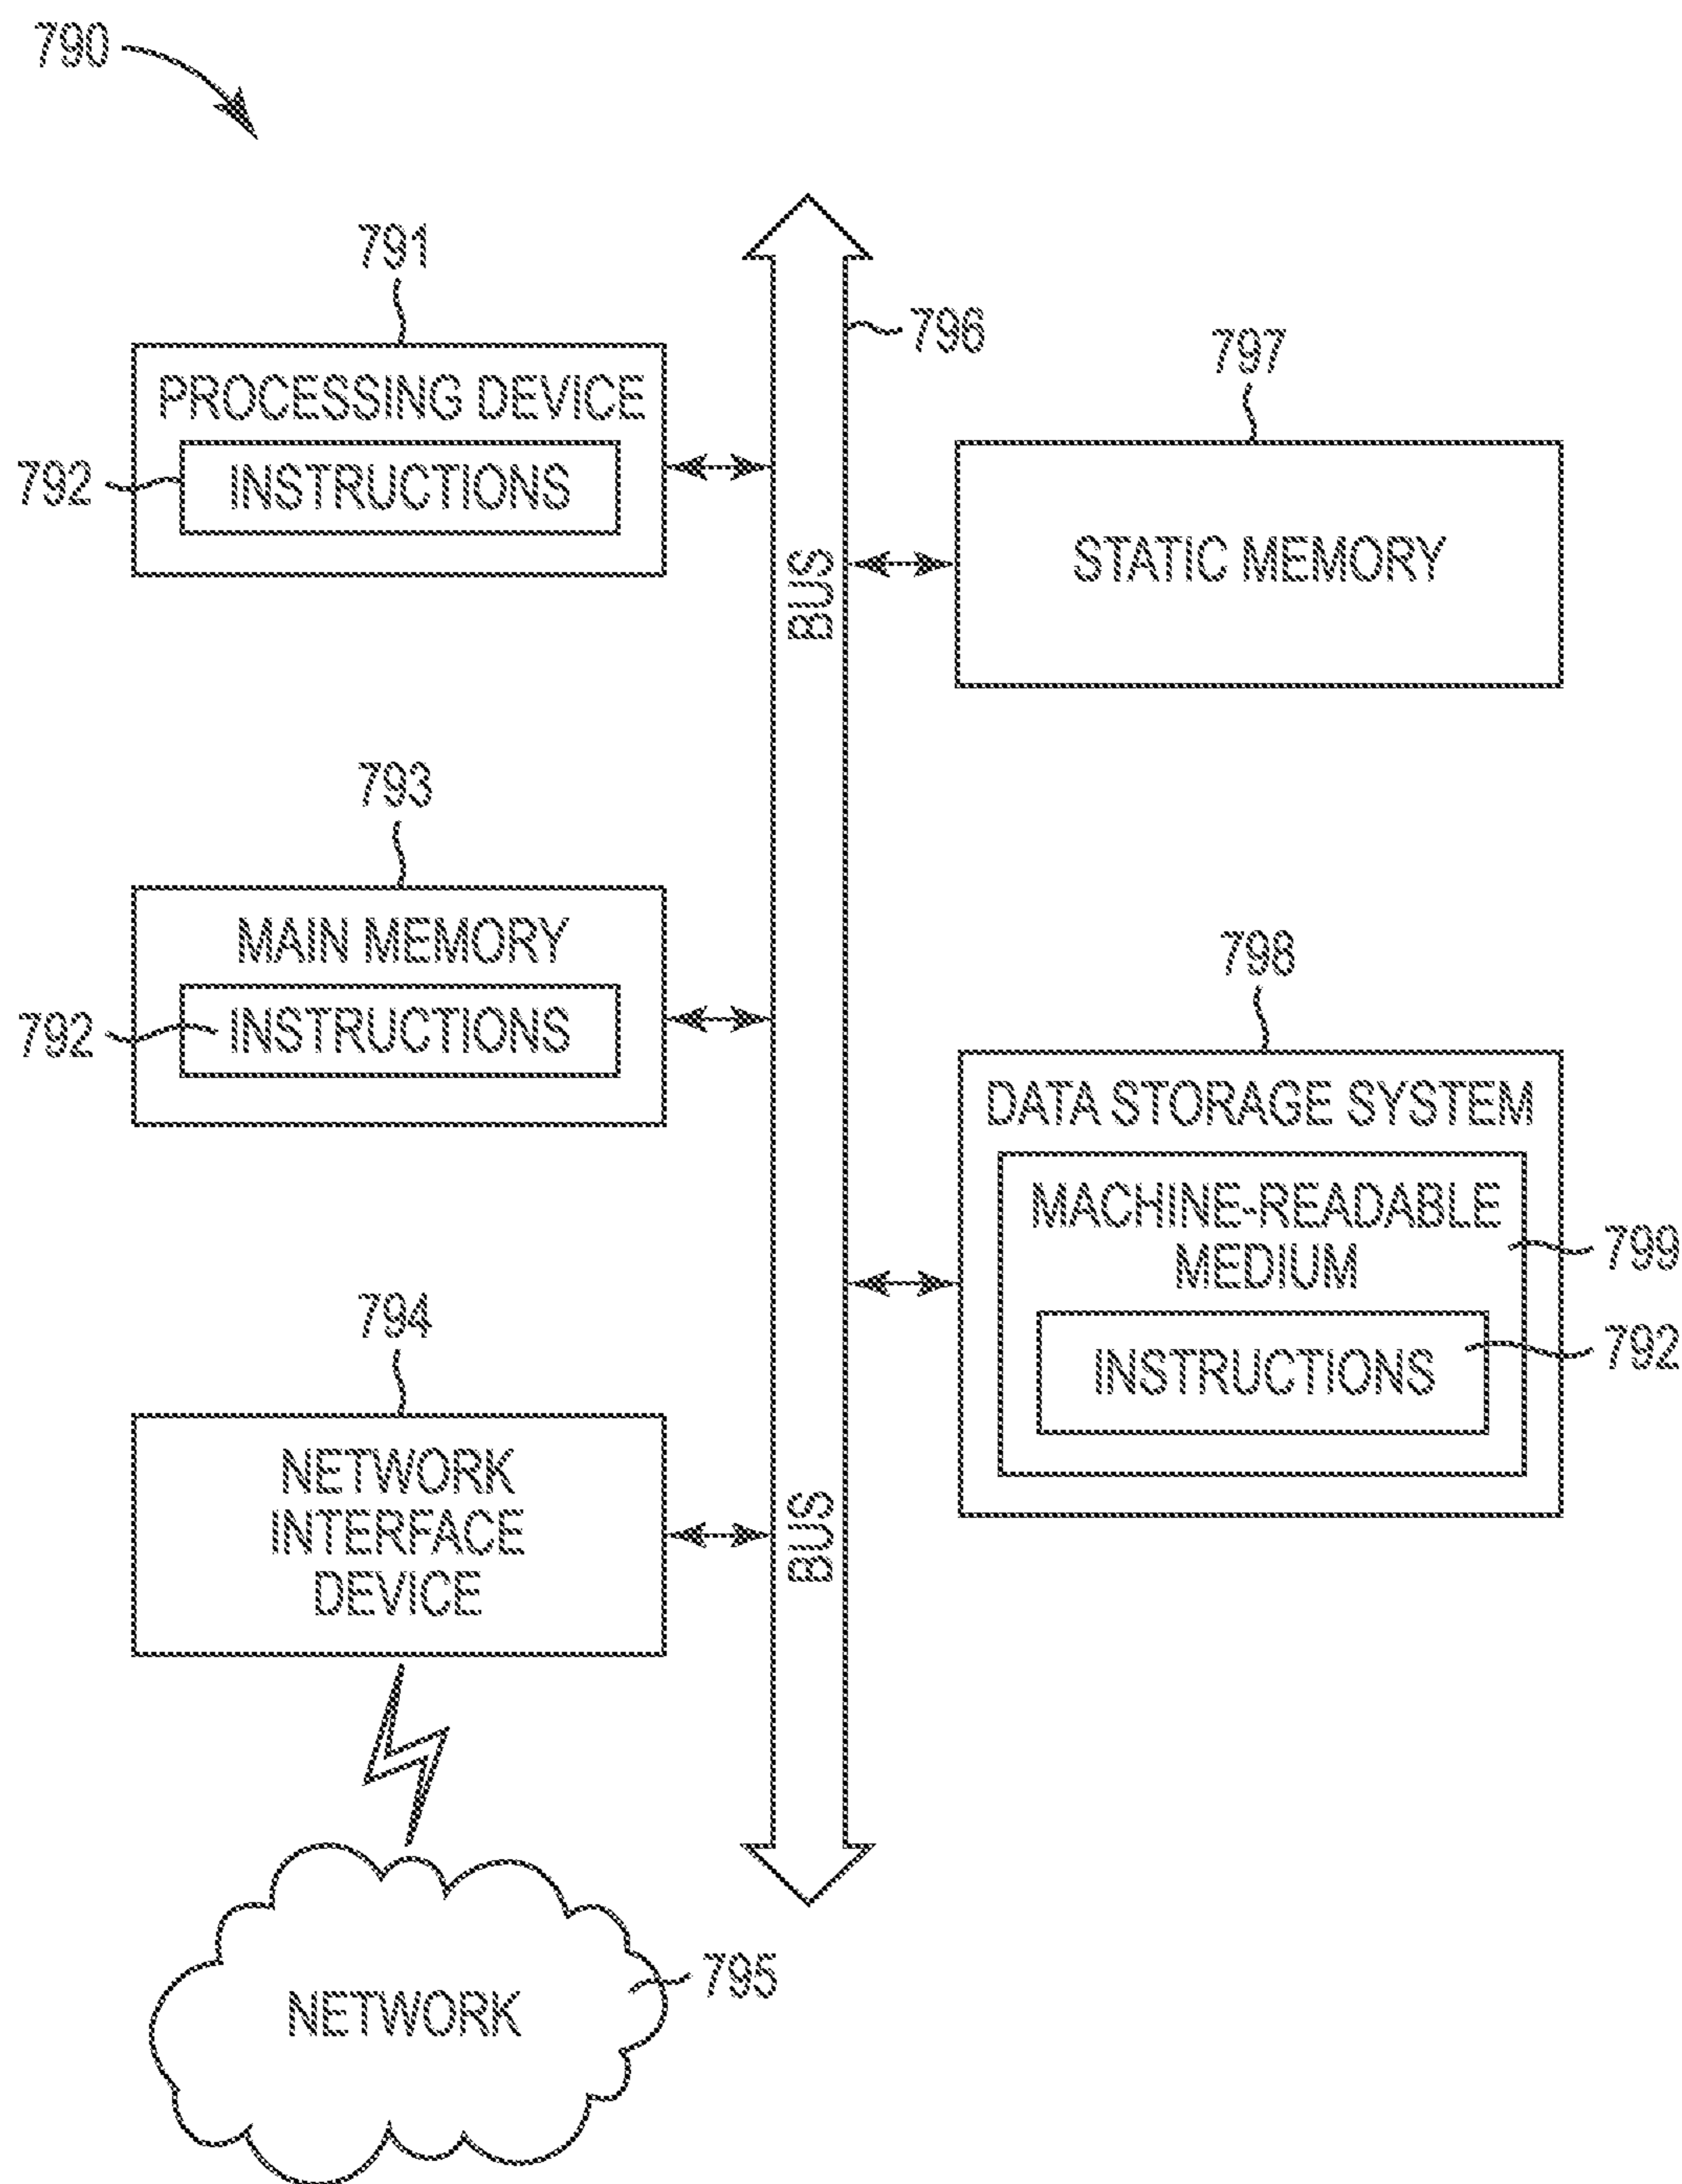 790
791
PROCESSING DEVICE
792
INSTRUCTIONS
796
797
STATIC MEMORY
BUS
793
MAIN MEMORY
792
INSTRUCTIONS
798
DATA STORAGE SYSTEM
MACHINE-READABLE
MEDIUM
799
INSTRUCTIONS
792
794
NETWORK
INTERFACE
DEVICE
BUS
NETWORK
795